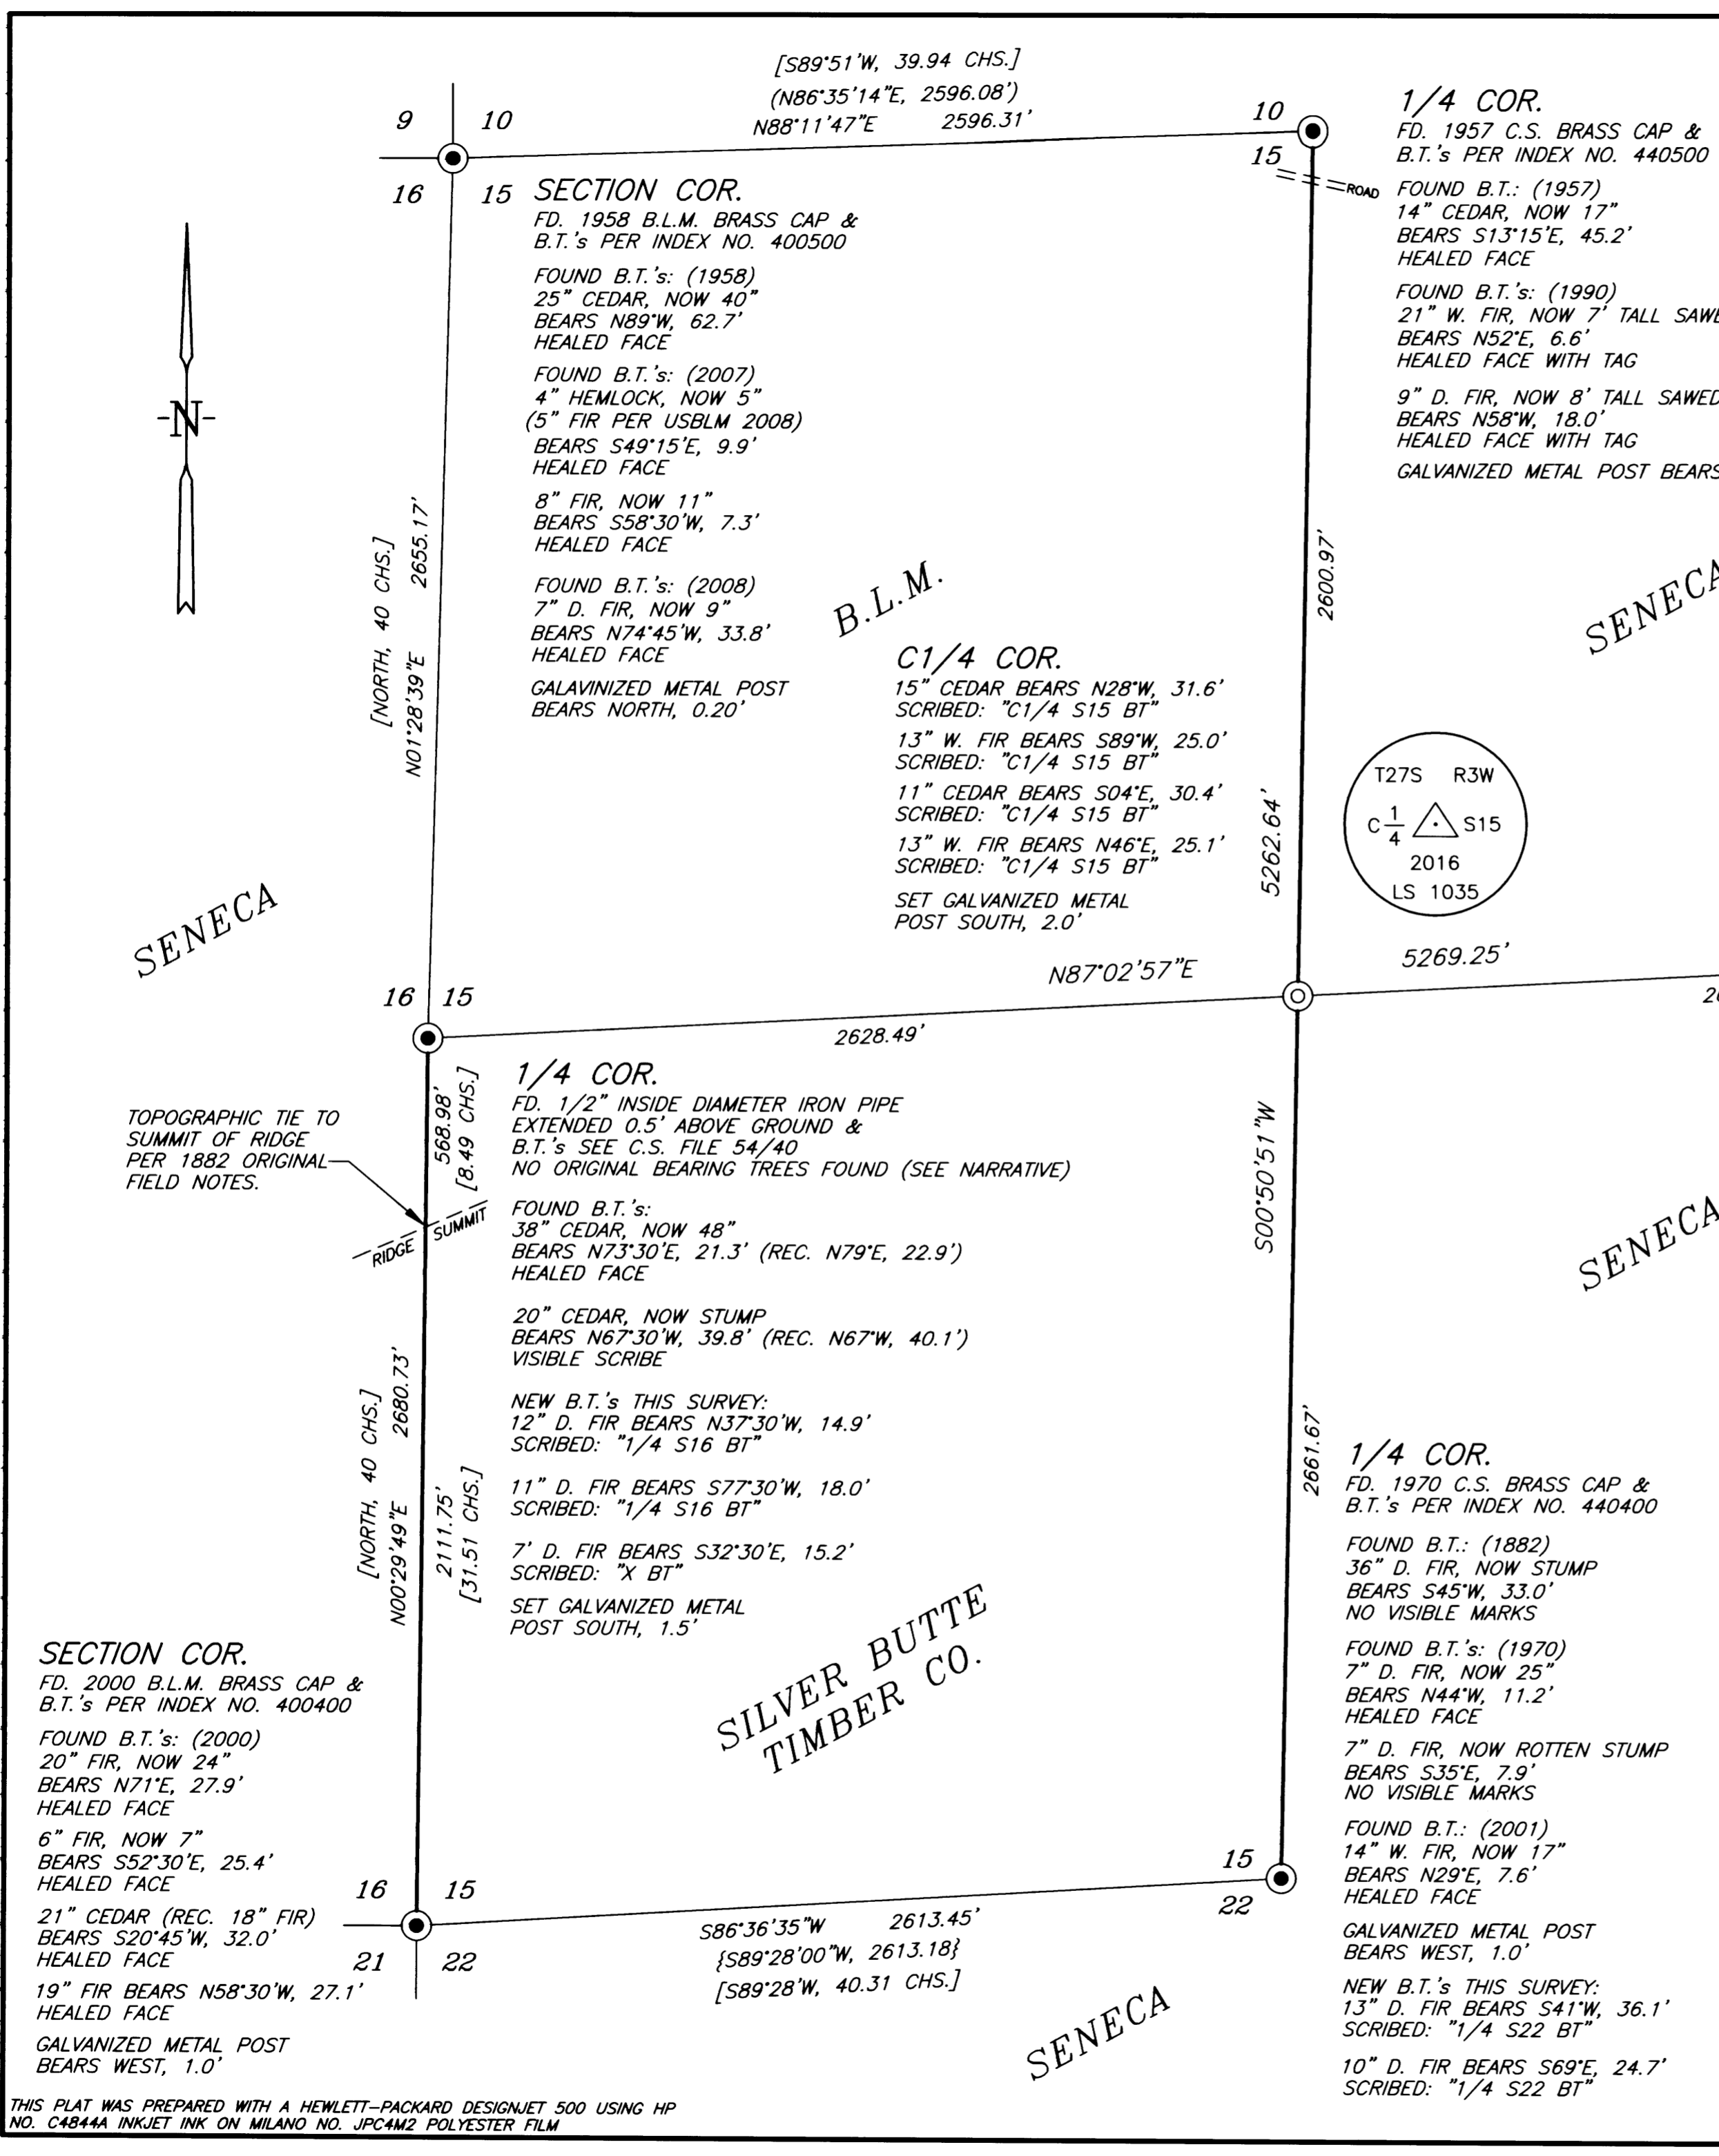 [S89°51'W, 39.94 CHS.]
(N86°35'14"E, 2596.08')
N88°11'47"E 2596.31'
9 10
16 15
10
15
ROAD
SECTION COR.
FD. 1958 B.L.M. BRASS CAP &
B.T.'s PER INDEX NO. 400500
FOUND B.T.'s: (1958)
25" CEDAR, NOW 40"
BEARS N89°W, 62.7'
HEALED FACE
FOUND B.T.'s: (2007)
4" HEMLOCK, NOW 5"
(5" FIR PER USBLM 2008)
BEARS S49°15'E, 9.9'
HEALED FACE
8" FIR, NOW 11"
BEARS S58°30'W, 7.3'
HEALED FACE
FOUND B.T.'s: (2008)
7" D. FIR, NOW 9"
BEARS N74°45'W, 33.8'
HEALED FACE
GALAVINIZED METAL POST
BEARS NORTH, 0.20'
1/4 COR.
FD. 1957 C.S. BRASS CAP &
B.T.'s PER INDEX NO. 440500
FOUND B.T.: (1957)
14" CEDAR, NOW 17"
BEARS S13°15'E, 45.2'
HEALED FACE
FOUND B.T.'s: (1990)
21" W. FIR, NOW 7' TALL SAWE
BEARS N52°E, 6.6'
HEALED FACE WITH TAG
9" D. FIR, NOW 8' TALL SAWED
BEARS N58°W, 18.0'
HEALED FACE WITH TAG
GALVANIZED METAL POST BEARS
-N-
[NORTH, 40 CHS.]
N01°28'39"E 2655.17'
B.L.M.
2600.97'
SENECA
C1/4 COR.
15" CEDAR BEARS N28°W, 31.6'
SCRIBED: "C1/4 S15 BT"
13" W. FIR BEARS S89°W, 25.0'
SCRIBED: "C1/4 S15 BT"
11" CEDAR BEARS S04°E, 30.4'
SCRIBED: "C1/4 S15 BT"
13" W. FIR BEARS N46°E, 25.1'
SCRIBED: "C1/4 S15 BT"
SET GALVANIZED METAL
POST SOUTH, 2.0'
5262.64'
T27S R3W
C 1/4 S15
2016
LS 1035
SENECA
N87°02'57"E 5269.25'
16 15
2628.49'
26
1/4 COR.
FD. 1/2" INSIDE DIAMETER IRON PIPE
EXTENDED 0.5' ABOVE GROUND &
B.T.'s SEE C.S. FILE 54/40
NO ORIGINAL BEARING TREES FOUND (SEE NARRATIVE)
FOUND B.T.'s:
38" CEDAR, NOW 48"
BEARS N73°30'E, 21.3' (REC. N79°E, 22.9')
HEALED FACE
20" CEDAR, NOW STUMP
BEARS N67°30'W, 39.8' (REC. N67°W, 40.1')
VISIBLE SCRIBE
NEW B.T.'s THIS SURVEY:
12" D. FIR BEARS N37°30'W, 14.9'
SCRIBED: "1/4 S16 BT"
11" D. FIR BEARS S77°30'W, 18.0'
SCRIBED: "1/4 S16 BT"
7' D. FIR BEARS S32°30'E, 15.2'
SCRIBED: "X BT"
SET GALVANIZED METAL
POST SOUTH, 1.5'
568.98'
[8.49 CHS.]
TOPOGRAPHIC TIE TO
SUMMIT OF RIDGE
PER 1882 ORIGINAL
FIELD NOTES.
RIDGE SUMMIT
[NORTH, 40 CHS.]
N00°29'49"E 2680.73'
2111.75'
[31.51 CHS.]
S00°50'51"W
2661.67'
SENECA
SILVER BUTTE
TIMBER CO.
1/4 COR.
FD. 1970 C.S. BRASS CAP &
B.T.'s PER INDEX NO. 440400
FOUND B.T.: (1882)
36" D. FIR, NOW STUMP
BEARS S45°W, 33.0'
NO VISIBLE MARKS
FOUND B.T.'s: (1970)
7" D. FIR, NOW 25"
BEARS N44°W, 11.2'
HEALED FACE
7" D. FIR, NOW ROTTEN STUMP
BEARS S35°E, 7.9'
NO VISIBLE MARKS
FOUND B.T.: (2001)
14" W. FIR, NOW 17"
BEARS N29°E, 7.6'
HEALED FACE
GALVANIZED METAL POST
BEARS WEST, 1.0'
NEW B.T.'s THIS SURVEY:
13" D. FIR BEARS S41°W, 36.1'
SCRIBED: "1/4 S22 BT"
10" D. FIR BEARS S69°E, 24.7'
SCRIBED: "1/4 S22 BT"
SECTION COR.
FD. 2000 B.L.M. BRASS CAP &
B.T.'s PER INDEX NO. 400400
FOUND B.T.'s: (2000)
20" FIR, NOW 24"
BEARS N71°E, 27.9'
HEALED FACE
6" FIR, NOW 7"
BEARS S52°30'E, 25.4'
HEALED FACE
21" CEDAR (REC. 18" FIR)
BEARS S20°45'W, 32.0'
HEALED FACE
19" FIR BEARS N58°30'W, 27.1'
HEALED FACE
GALVANIZED METAL POST
BEARS WEST, 1.0'
16 15
21 22
15
22
S86°36'35"W 2613.45'
{S89°28'00"W, 2613.18}
[S89°28'W, 40.31 CHS.]
SENECA
THIS PLAT WAS PREPARED WITH A HEWLETT-PACKARD DESIGNJET 500 USING HP
NO. C4844A INKJET INK ON MILANO NO. JPC4M2 POLYESTER FILM